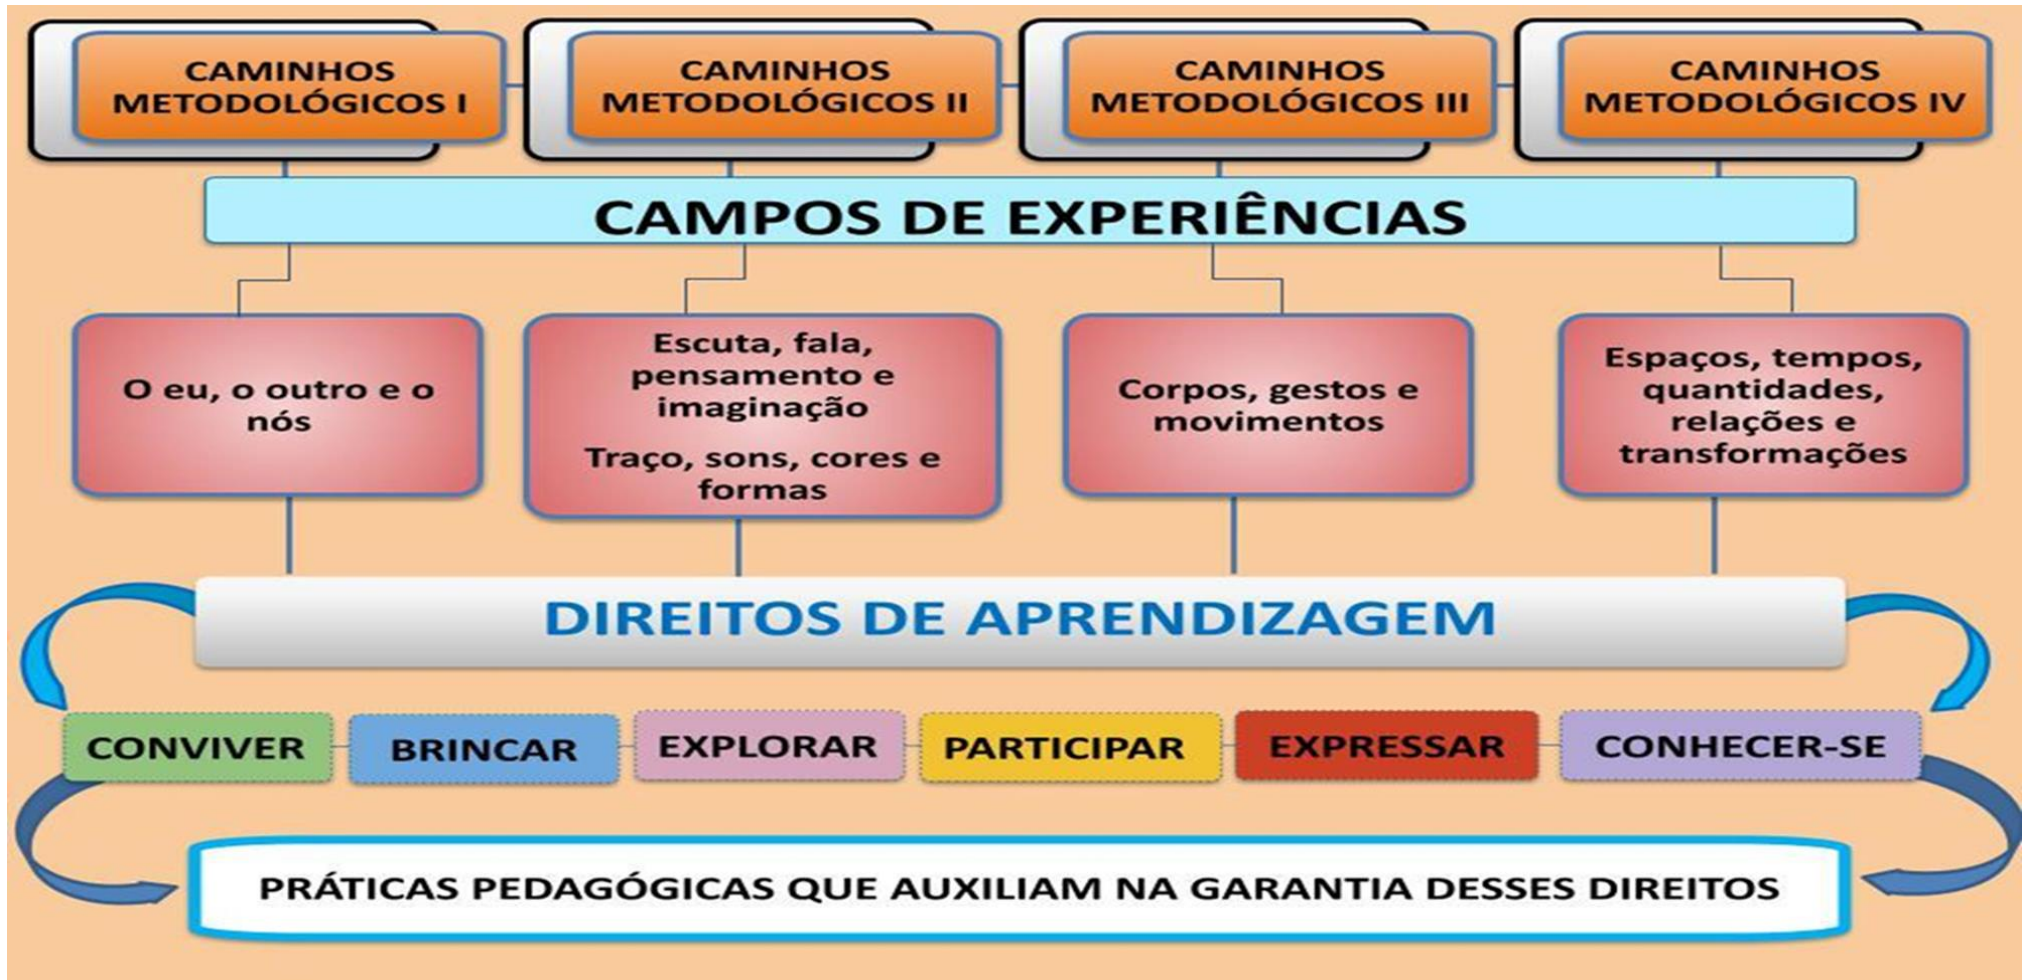 CAMINHOS
METODOLÓGICOS I
CAMINHOS
METODOLÓGICOS II
CAMINHOS
METODOLÓGICOS III
CAMINHOS
METODOLÓGICOS IV
CAMPOS DE EXPERIÊNCIAS
O eu, o outro e o
nós
Escuta, fala,
pensamento e
imaginação
Traço, sons, cores e
formas
Corpos, gestos e
movimentos
Espaços, tempos,
quantidades,
relações e
transformações
DIREITOS DE APRENDIZAGEM
CONVIVER
BRINCAR
EXPLORAR
PARTICIPAR
EXPRESSAR
CONHECER-SE
PRÁTICAS PEDAGÓGICAS QUE AUXILIAM NA GARANTIA DESSES DIREITOS